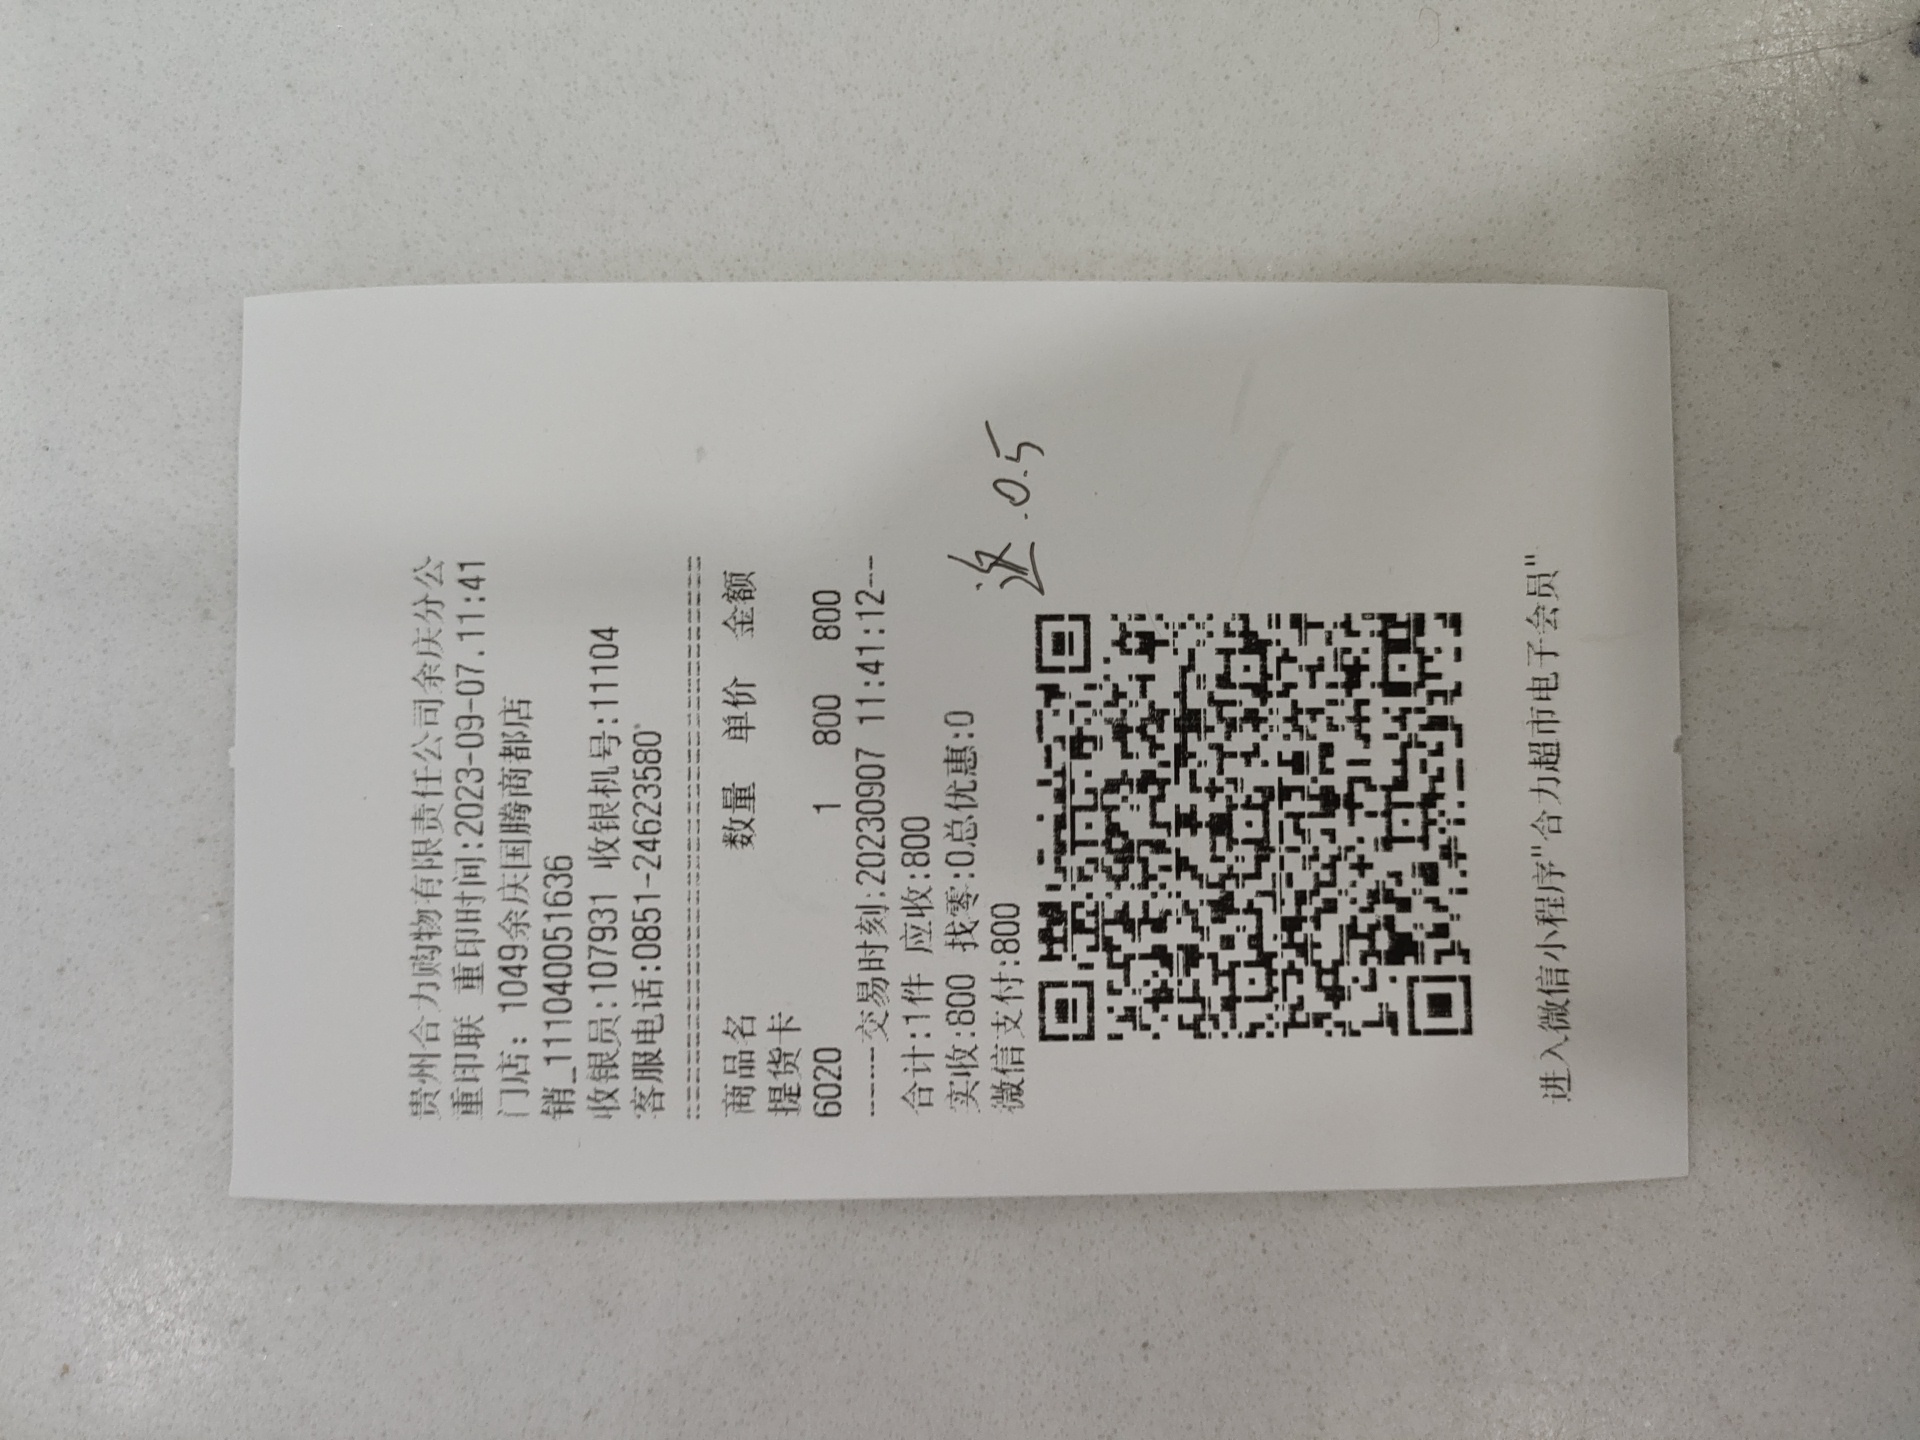 贵州合力购物有限责任公司余庆分公
重印联 重印时间:2023-09-07.11:41
门店: 1049余庆国腾商都店
销_111040051636
收银员:107931 收银机号:11104
客服电话:0851-24623580
================================
商品名 数量 单价 金额
提货卡
6020 1 800 800
-----交易时刻:20230907 11:41:12--
合计:1件 应收:800
实收:800 找零:0总优惠:0
微信支付:800
返.0.5
进入微信小程序"合力超市电子会员"